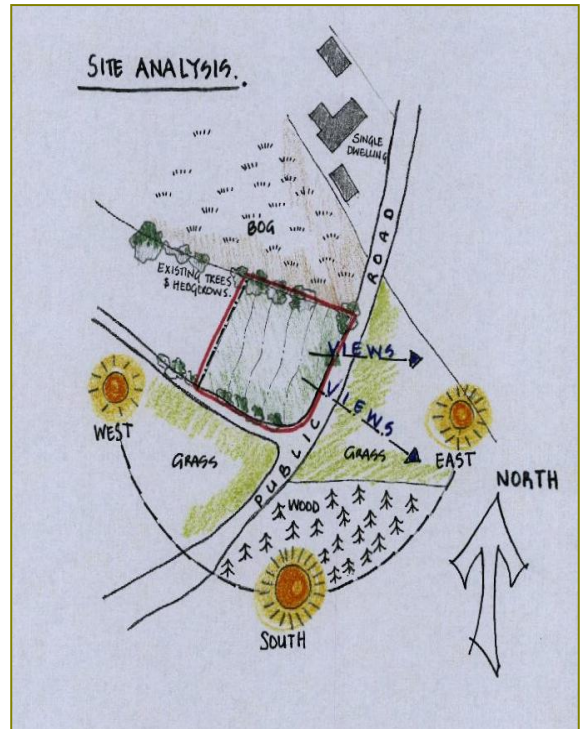 SITE ANALYSIS.
SINGLE
DWELLING
BOG
EXISTING TREES
& HEDGEROWS.
ROAD
VIEWS
VIEWS
WEST
GRASS
PUBLIC
GRASS
EAST
WOOD
NORTH
SOUTH